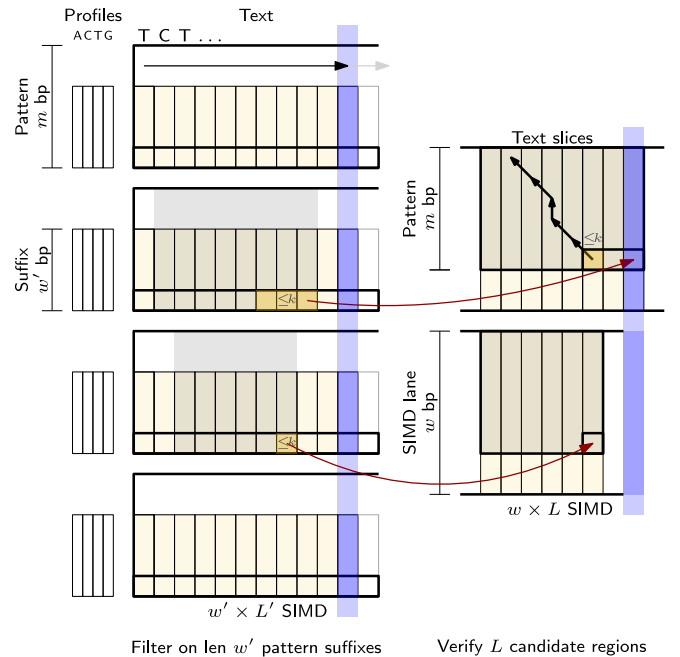 Profiles
Text
ACTG
T C T ...
Pattern
m bp
Suffix
w′ bp
≤k
≤k
w′ × L′ SIMD
Filter on len w′ pattern suffixes
Text slices
Pattern
m bp
≤k
SIMD lane
w bp
w × L SIMD
Verify L candidate regions